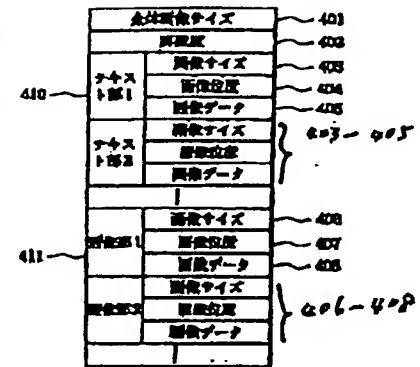 全体画像サイズ 401
解像度 402
410 テキスト部1 画像サイズ 403
画像位置 404
画像データ 405
テキスト部2 画像サイズ 403-405
画像位置
画像データ
411 画像部1 画像サイズ 406
画像位置 407
画像データ 408
画像部2 画像サイズ 406-408
画像位置
画像データ